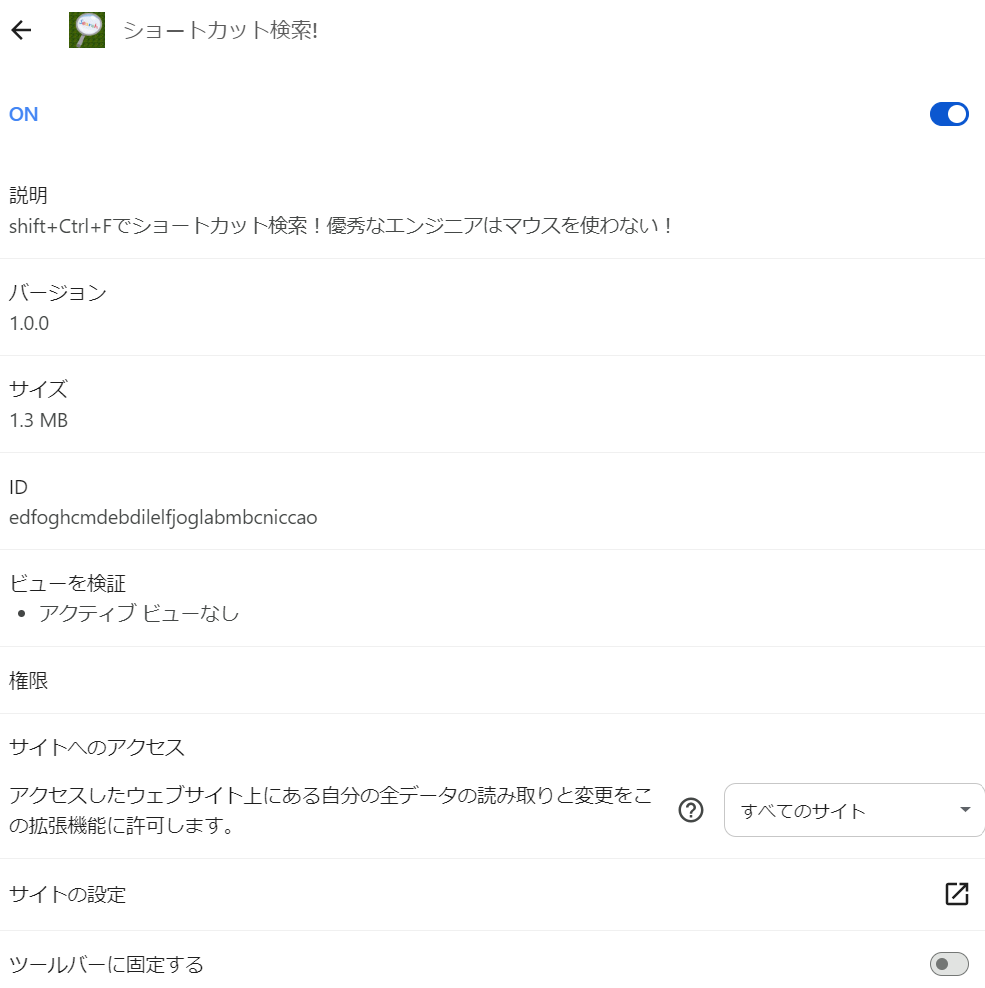 ショートカット検索!
ON
説明
shift+Ctrl+Fでショートカット検索！優秀なエンジニアはマウスを使わない！
バージョン
1.0.0
サイズ
1.3 MB
ID
edfoghcmdebdilelfjoglabmbcniccao
ビューを検証
• アクティブ ビューなし
権限
サイトへのアクセス
アクセスしたウェブサイト上にある自分の全データの読み取りと変更をこ
の拡張機能に許可します。
すべてのサイト
サイトの設定
ツールバーに固定する